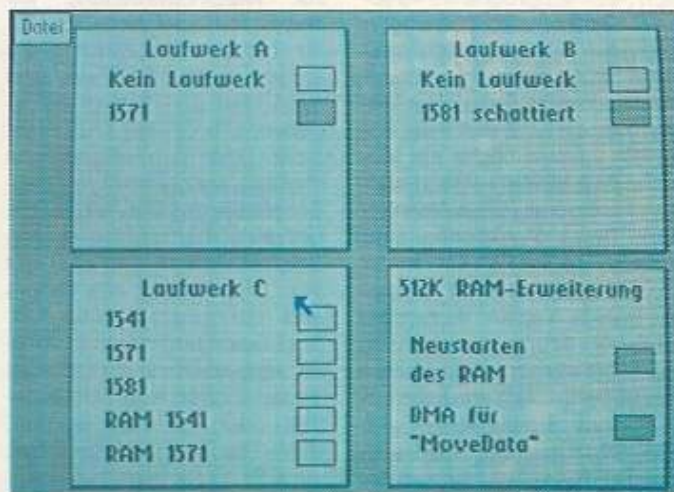 Datei
Laufwerk A
Kein Laufwerk
1571
Laufwerk B
Kein Laufwerk
1581 schattiert
Laufwerk C
1541
1571
1581
RAM 1541
RAM 1571
512K RAM-Erweiterung
Neustarten
des RAM
DMA für
"MoveData"